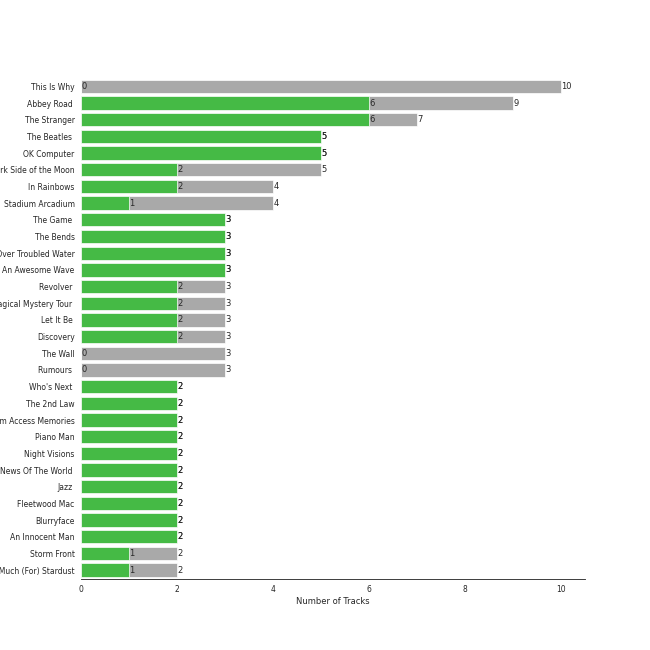 This Is Why 0 10
Abbey Road 6 9
The Stranger 6 7
The Beatles 5
OK Computer 5
rk Side of the Moon 2 5
In Rainbows 2 4
Stadium Arcadium 1 4
The Game 3
The Bends 3
Over Troubled Water 3
An Awesome Wave 3
Revolver 2 3
agical Mystery Tour 2 3
Let It Be 2 3
Discovery 2 3
The Wall 0 3
Rumours 0 3
Who's Next 2
The 2nd Law 2
m Access Memories 2
Piano Man 2
Night Visions 2
News Of The World 2
Jazz 2
Fleetwood Mac 2
Blurryface 2
An Innocent Man 2
Storm Front 1 2
Much (For) Stardust 1 2
0 2 4 6 8 10
Number of Tracks